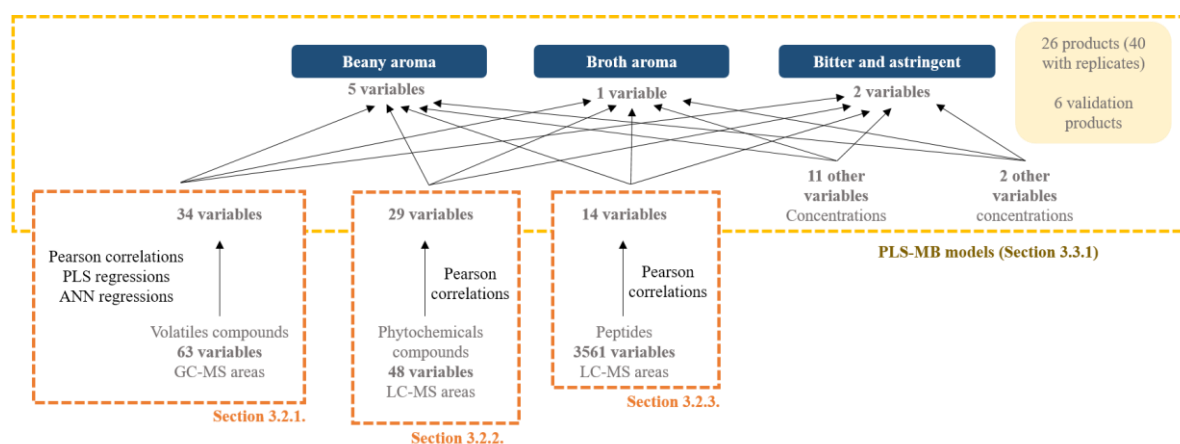 Beany aroma
5 variables
Broth aroma
1 variable
Bitter and astringent
2 variables
26 products (40
with replicates)
6 validation
products
34 variables
29 variables
14 variables
11 other
variables
Concentrations
2 other
variables
concentrations
PLS-MB models (Section 3.3.1)
Pearson correlations
PLS regressions
ANN regressions
Pearson
correlations
Pearson
correlations
Volatiles compounds
63 variables
GC-MS areas
Phytochemicals
compounds
48 variables
LC-MS areas
Peptides
3561 variables
LC-MS areas
Section 3.2.1.
Section 3.2.2.
Section 3.2.3.